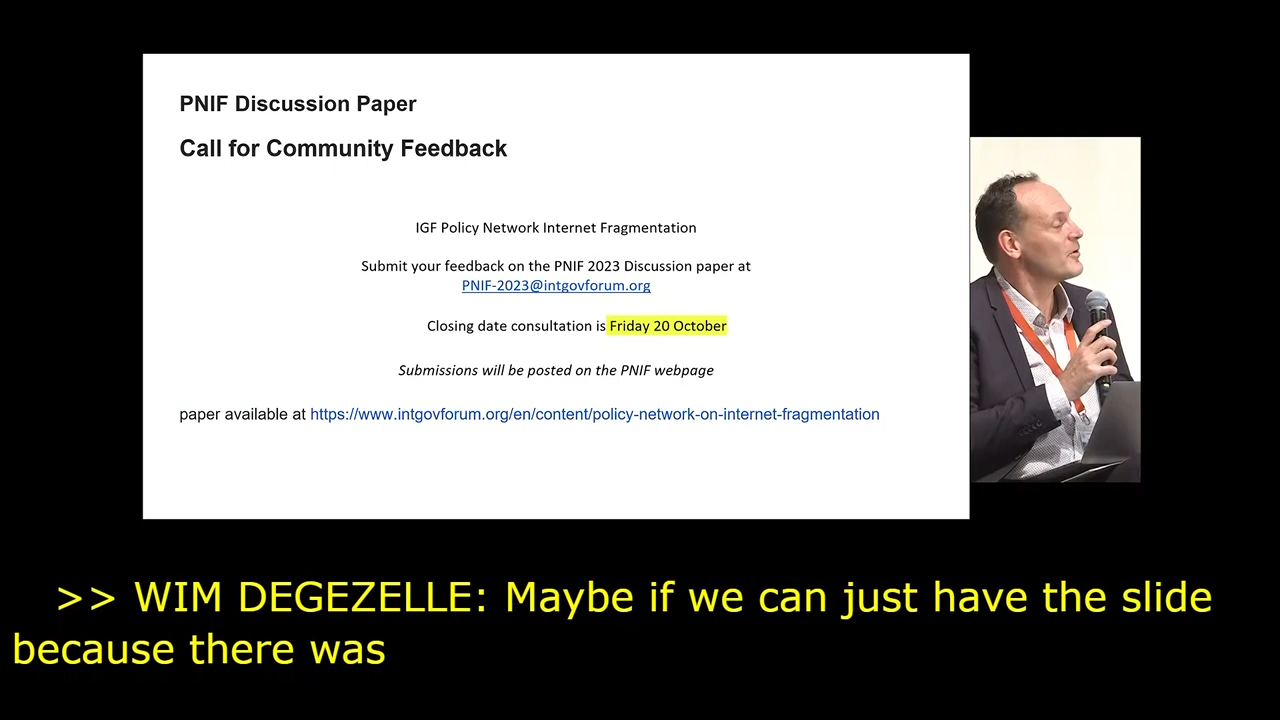 PNIF Discussion Paper
Call for Community Feedback
IGF Policy Network Internet Fragmentation
Submit your feedback on the PNIF 2023 Discussion paper at
PNIF-2023@intgovforum.org
Closing date consultation is Friday 20 October
Submissions will be posted on the PNIF webpage
paper available at https://www.intgovforum.org/en/content/policy-network-on-internet-fragmentation
>> WIM DEGEZELLE: Maybe if we can just have the slide
because there was